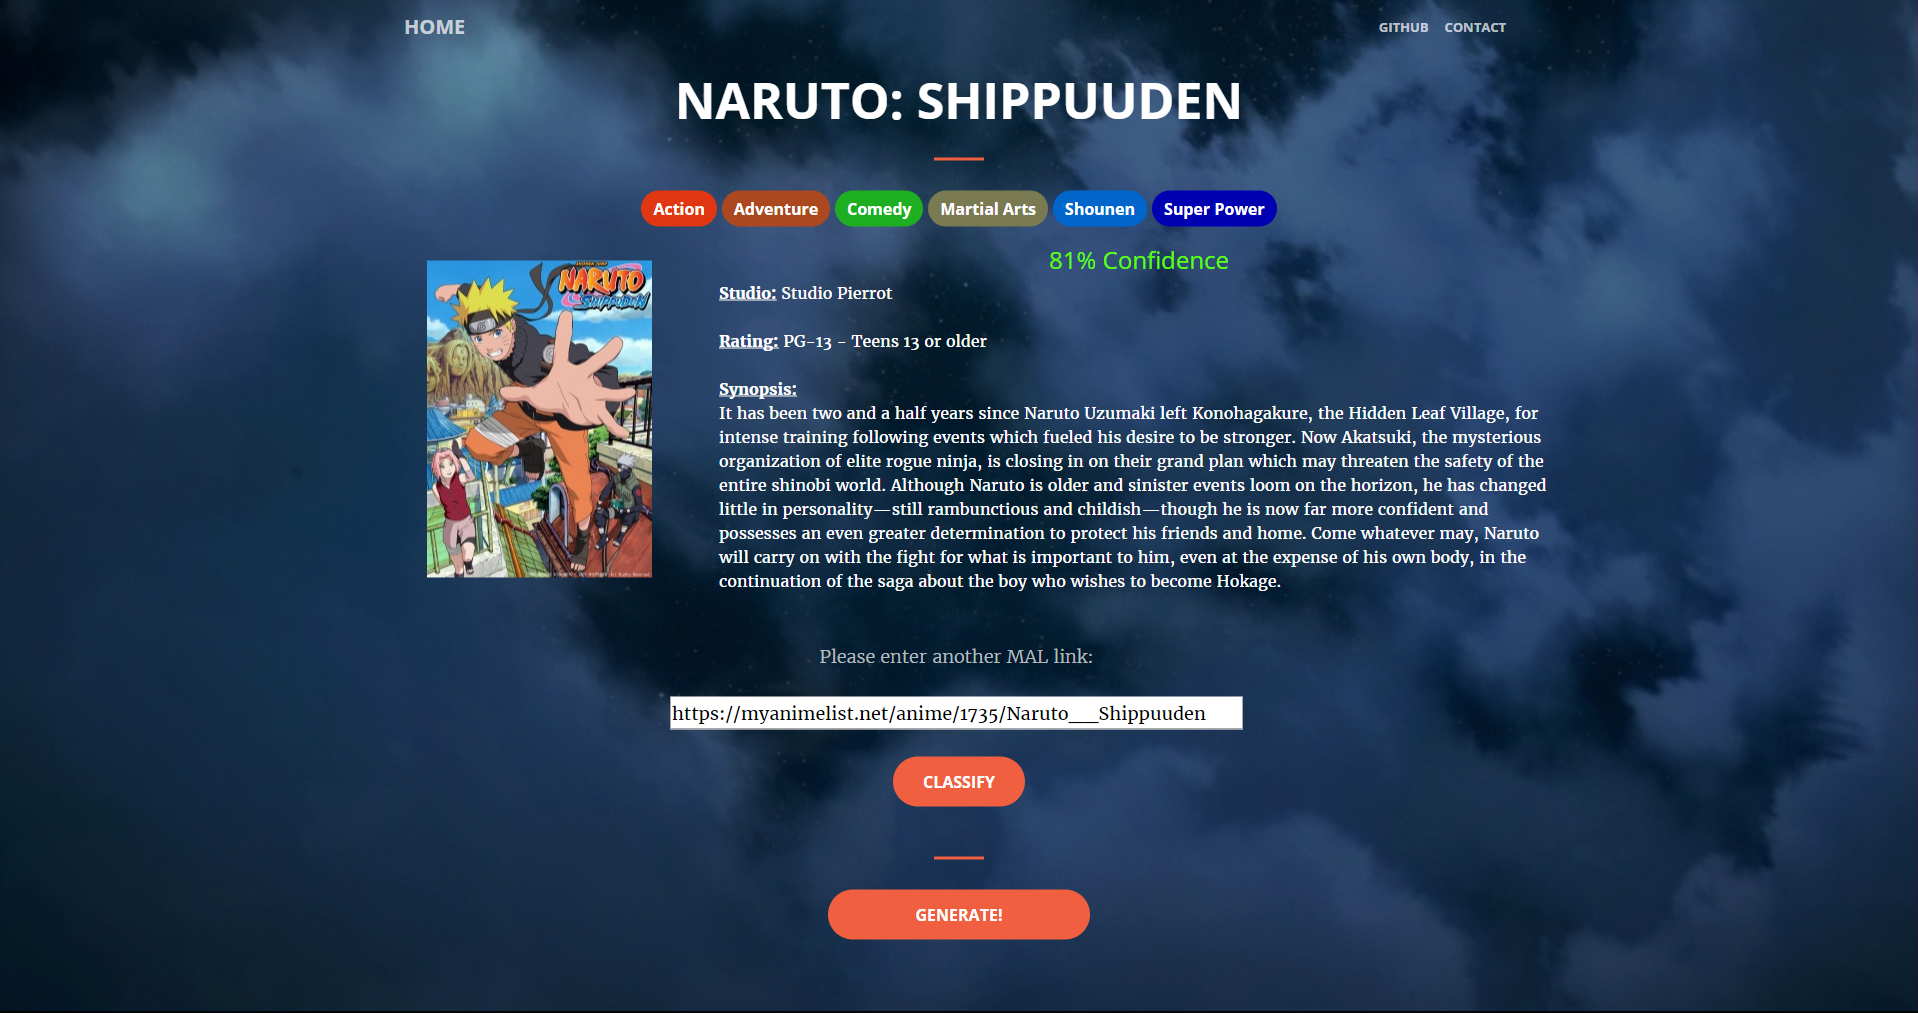 HOME
GITHUB CONTACT
NARUTO: SHIPPUUDEN
Action Adventure Comedy Martial Arts Shounen Super Power
81% Confidence
NARUTO
SHIPPUDEN
Studio: Studio Pierrot
Rating: PG-13 - Teens 13 or older
Synopsis:
It has been two and a half years since Naruto Uzumaki left Konohagakure, the Hidden Leaf Village, for
intense training following events which fueled his desire to be stronger. Now Akatsuki, the mysterious
organization of elite rogue ninja, is closing in on their grand plan which may threaten the safety of the
entire shinobi world. Although Naruto is older and sinister events loom on the horizon, he has changed
little in personality—still rambunctious and childish—though he is now far more confident and
possesses an even greater determination to protect his friends and home. Come whatever may, Naruto
will carry on with the fight for what is important to him, even at the expense of his own body, in the
continuation of the saga about the boy who wishes to become Hokage.
Please enter another MAL link:
https://myanimelist.net/anime/1735/Naruto__Shippuuden
CLASSIFY
GENERATE!